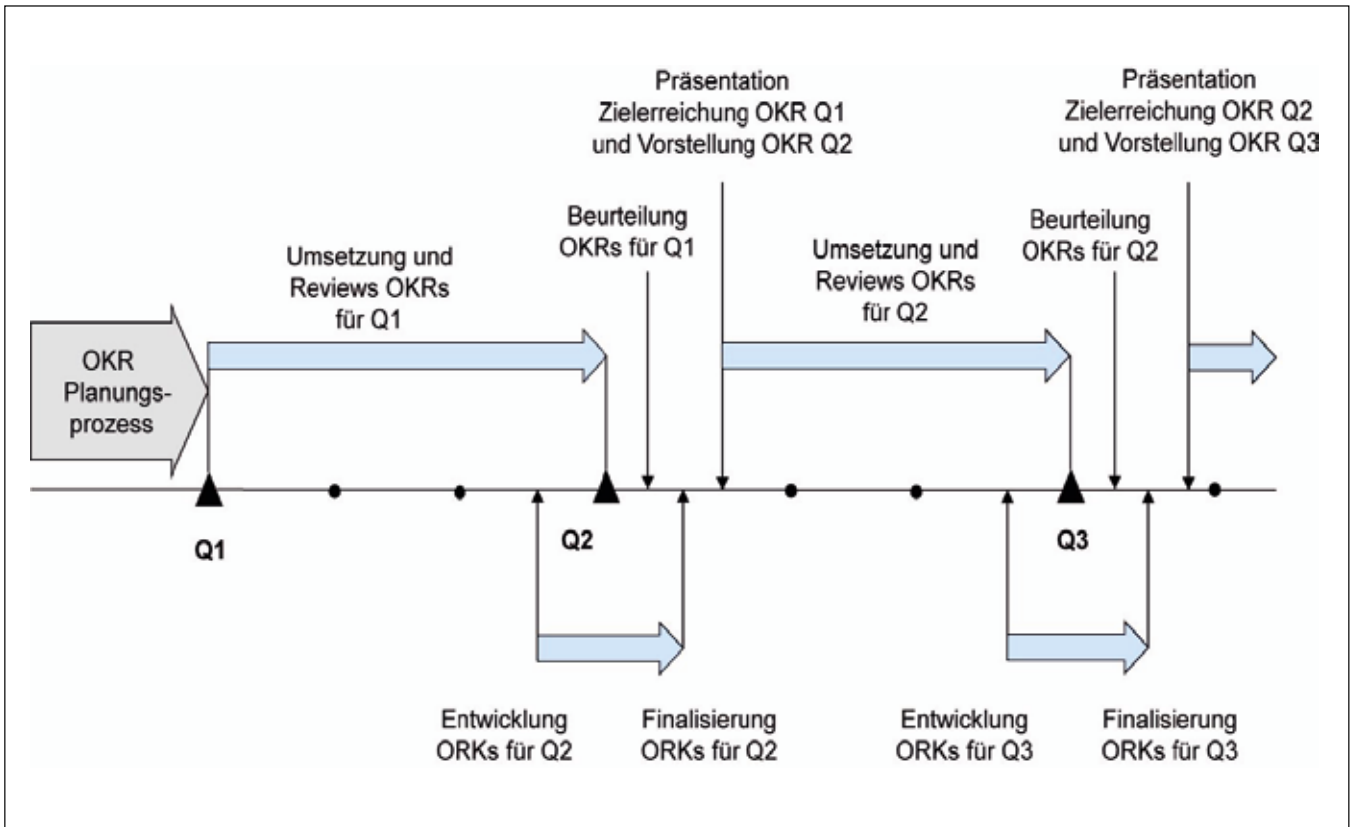 Präsentation
Zielerreichung OKR Q1
und Vorstellung OKR Q2
Präsentation
Zielerreichung OKR Q2
und Vorstellung OKR Q3
Beurteilung
OKRs für Q1
Beurteilung
OKRs für Q2
Umsetzung und
Reviews OKRs
für Q1
Umsetzung und
Reviews OKRs
für Q2
OKR
Planungs-
prozess
Q1
Q2
Q3
Entwicklung
ORKs für Q2
Finalisierung
ORKs für Q2
Entwicklung
ORKs für Q3
Finalisierung
ORKs für Q3